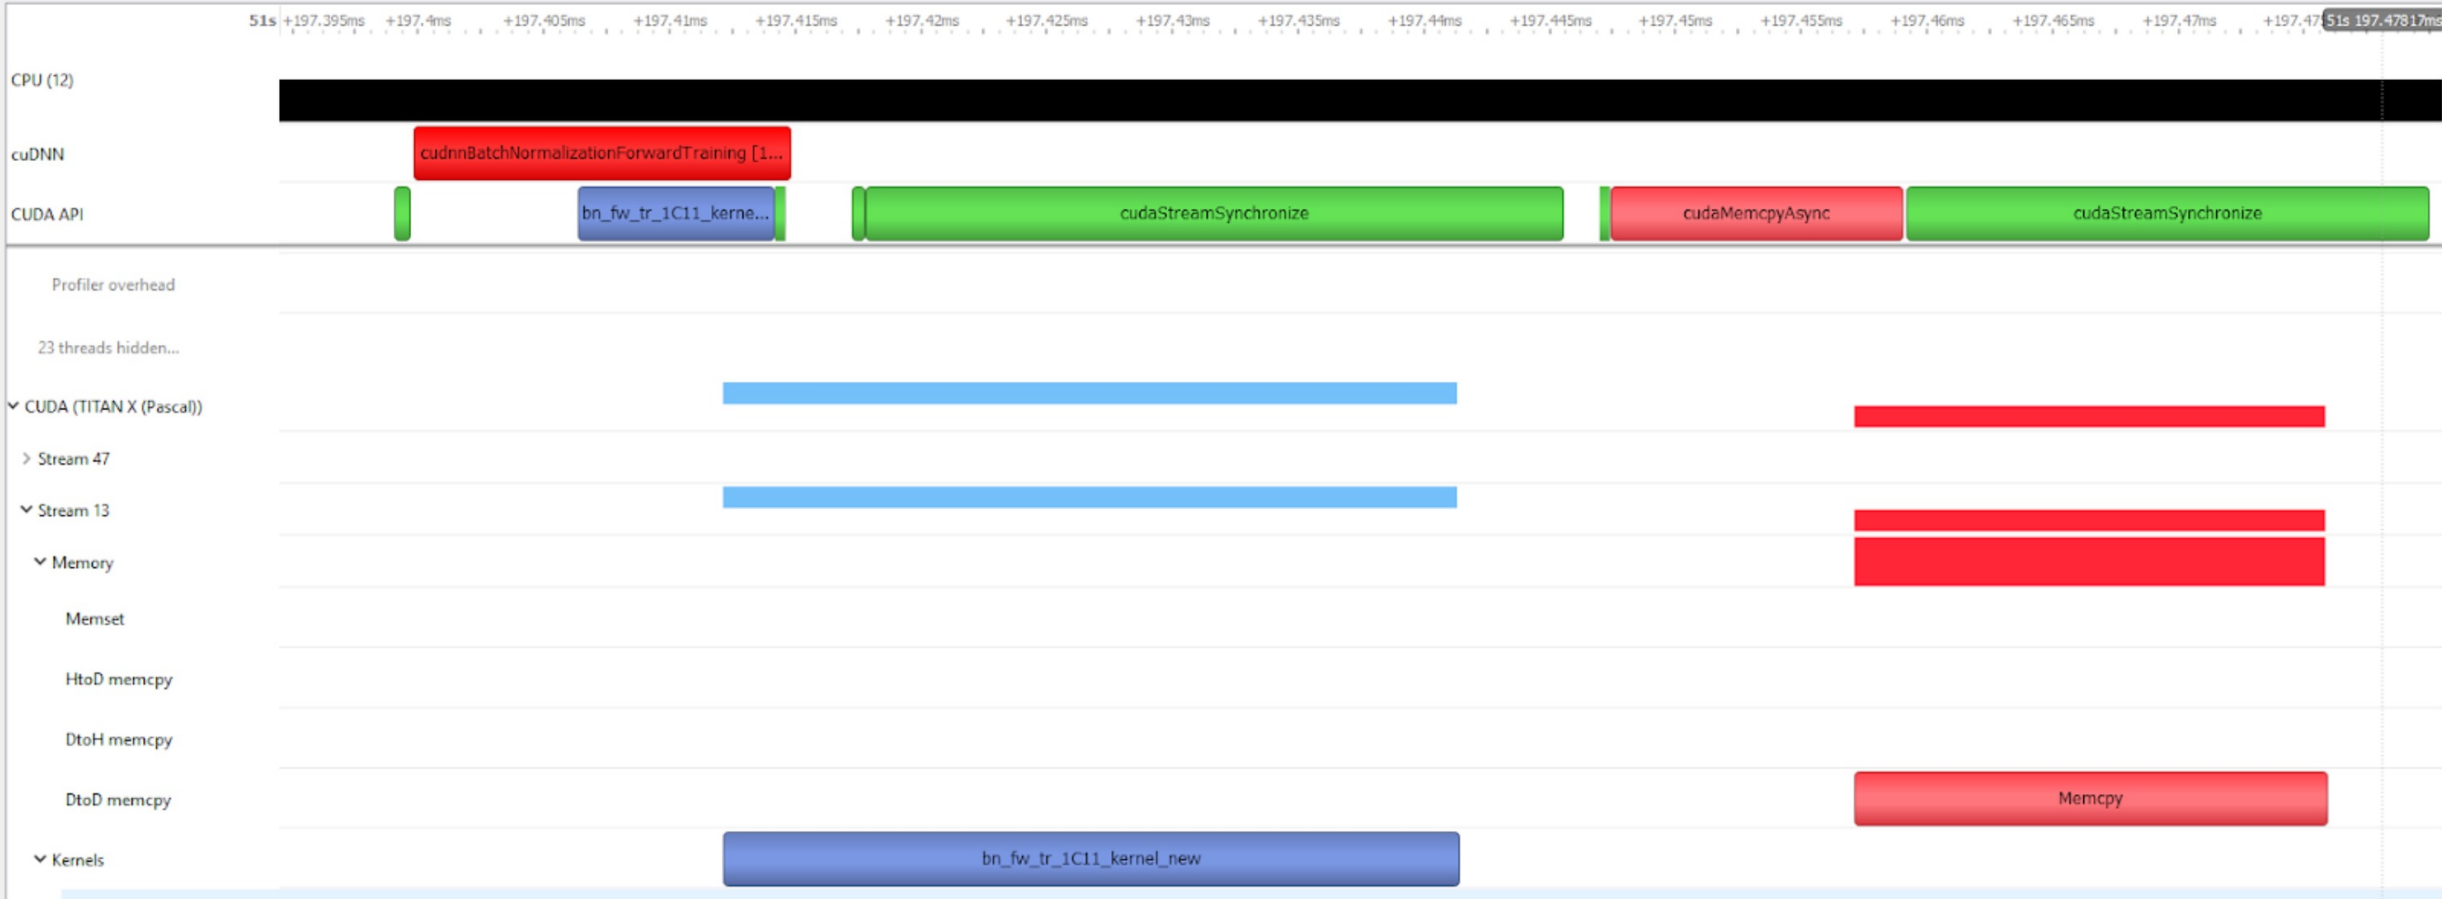 51s +197.395ms +197.4ms +197.405ms +197.41ms +197.415ms +197.42ms +197.425ms +197.43ms +197.435ms +197.44ms +197.445ms +197.45ms +197.455ms +197.46ms +197.465ms +197.47ms +197.47 51s 197.47817ms
CPU (12)
cuDNN cudnnBatchNormalizationForwardTraining [1...
CUDA API bn_fw_tr_1C11_kerne... cudaStreamSynchronize cudaMemcpyAsync cudaStreamSynchronize
Profiler overhead
23 threads hidden...
CUDA (TITAN X (Pascal))
Stream 47
Stream 13
Memory
Memset
HtoD memcpy
DtoH memcpy
DtoD memcpy Memcpy
Kernels bn_fw_tr_1C11_kernel_new